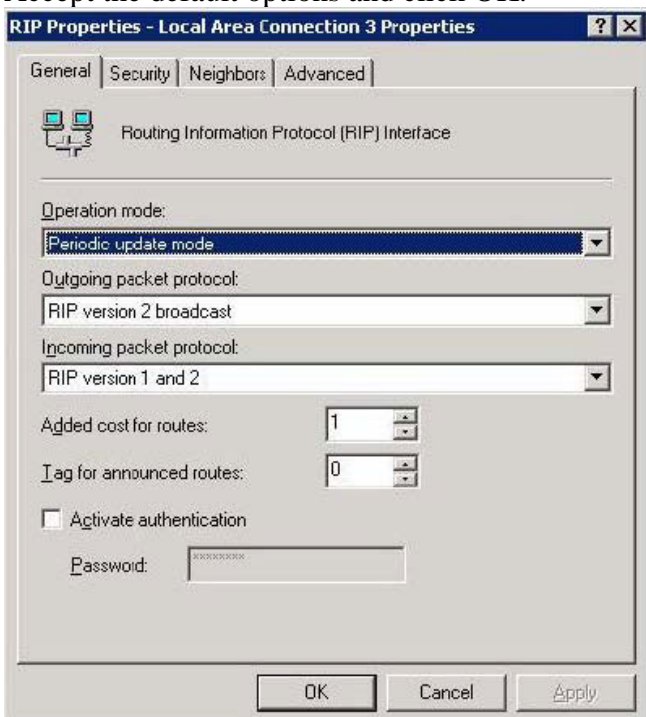 Accept the default options and click OK.
RIP Properties - Local Area Connection 3 Properties
General Security Neighbors Advanced
Routing Information Protocol (RIP) Interface
Operation mode:
Periodic update mode
Outgoing packet protocol:
RIP version 2 broadcast
Incoming packet protocol:
RIP version 1 and 2
Added cost for routes: 1
Tag for announced routes: 0
Activate authentication
Password: xxxxxxxx
OK Cancel Apply